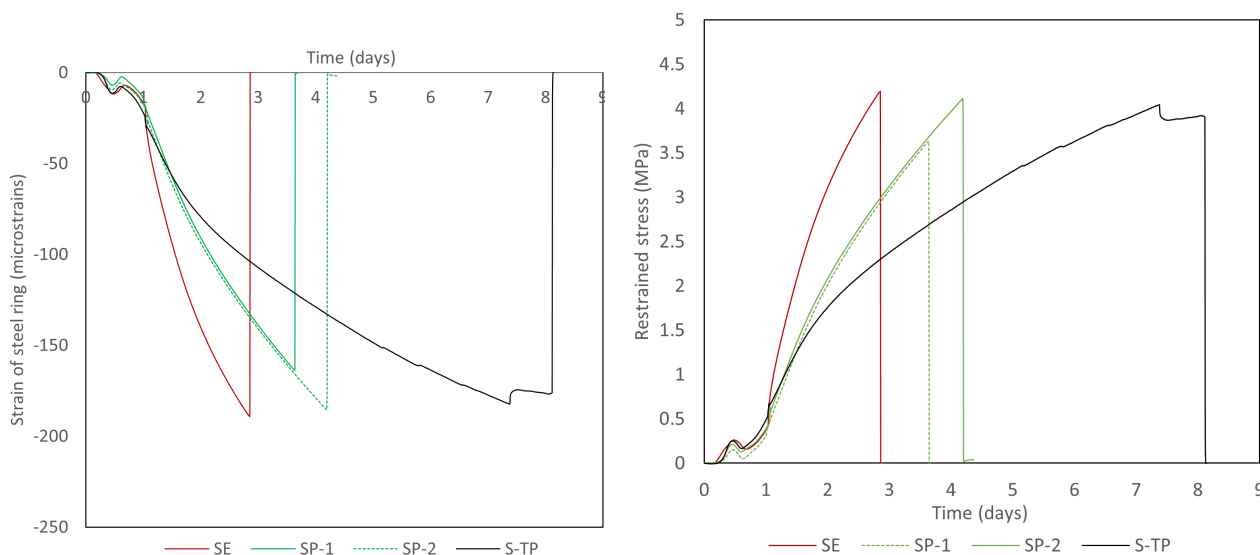 Time (days)
0
0 1 2 3 4 5 6 7 8 9
-50
-100
-150
-200
-250
Strain of steel ring (microstrains)
SE SP-1 SP-2 S-TP
5
4.5
4
3.5
3
2.5
2
1.5
1
0.5
0
Restrained stress (MPa)
0 1 2 3 4 5 6 7 8 9
Time (days)
SE SP-1 SP-2 S-TP